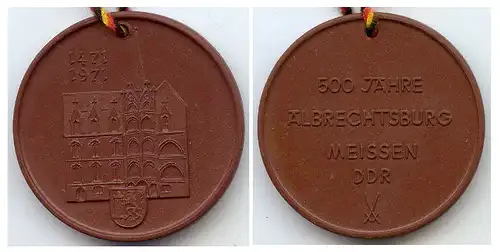 1471
1971
500 JAHRE
ALBRECHTSBURG
MEISSEN
DDR